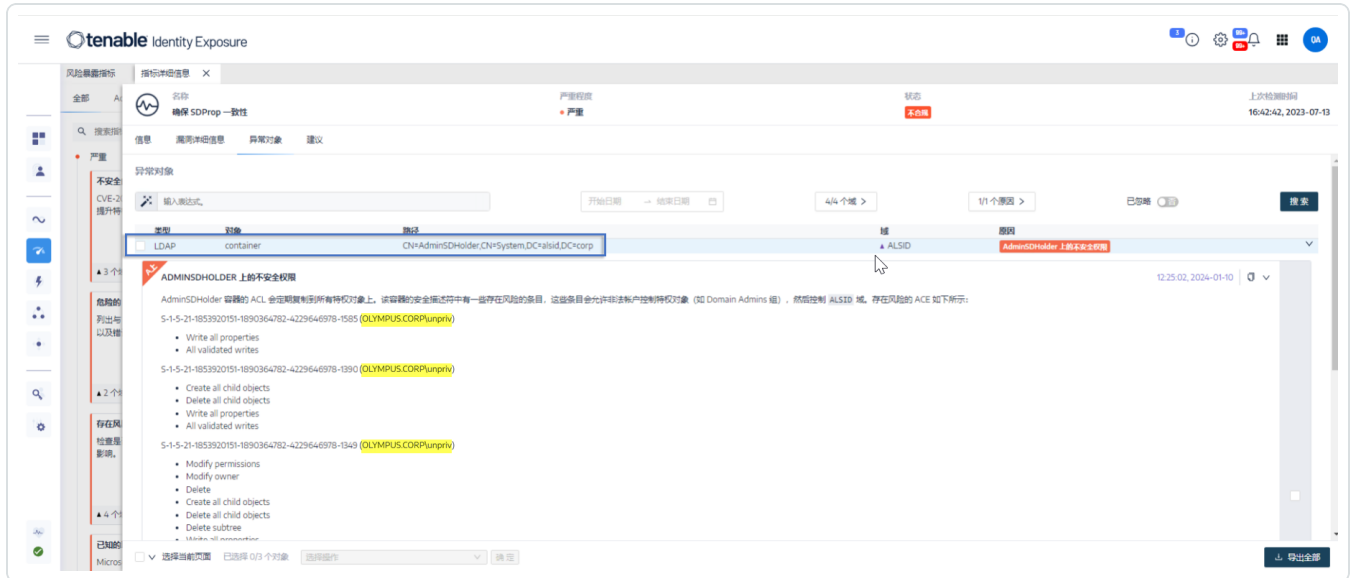 tenable Identity Exposure
3
99+
99+
QA
风险暴露指标
指标详细信息
全部
名称
确保 SDProp 一致性
严重程度
严重
状态
不合规
上次检测时间
16:42:42, 2023-07-13
信息
漏洞详细信息
异常对象
建议
严重
异常对象
输入表达式。
开始日期
结束日期
4/4 个域 >
1/1 个原因 >
已忽略
否
搜索
类型
对象
路径
域
原因
LDAP
container
CN=AdminSDHolder,CN=System,DC=alsid,DC=corp
ALSID
AdminSDHolder 上的不安全权限
ADMINSDHOLDER 上的不安全权限
12:25:02, 2024-01-10
AdminSDHolder 容器的 ACL 会定期复制到所有特权对象上。该容器的安全描述符中有一些存在风险的条目，这些条目会允许非法帐户控制特权对象（如 Domain Admins 组），然后控制 ALSID 域。存在风险的 ACE 如下所示：
S-1-5-21-1853920151-1890364782-4229646978-1585 (OLYMPUS.CORP\unpriv)
• Write all properties
• All validated writes
S-1-5-21-1853920151-1890364782-4229646978-1390 (OLYMPUS.CORP\unpriv)
• Create all child objects
• Delete all child objects
• Write all properties
• All validated writes
S-1-5-21-1853920151-1890364782-4229646978-1349 (OLYMPUS.CORP\unpriv)
• Modify permissions
• Modify owner
• Delete
• Create all child objects
• Delete all child objects
• Delete subtree
• Write all properties
不安全
提升特
危险的
列出与
以及错
存在风
检查是
影响。
已知的
Micros
选择当前页面
已选择 0/3 个对象
选择操作
确定
导出全部